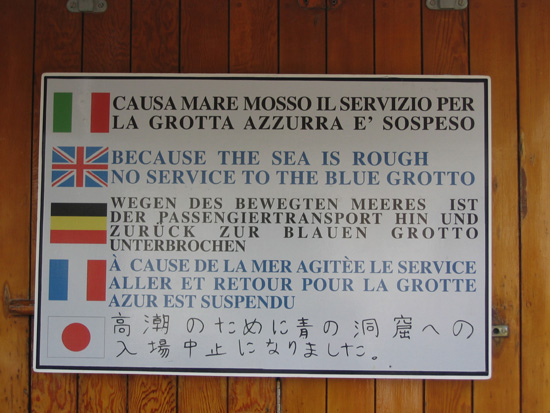 CAUSA MARE MOSSO IL SERVIZIO PER
LA GROTTA AZZURRA E' SOSPESO
BECAUSE THE SEA IS ROUGH
NO SERVICE TO THE BLUE GROTTO
WEGEN DES BEWEGTEN MEERES IST
DER PASSENGIERTRANSPORT HIN UND
ZURÜCK ZUR BLAUEN GROTTO
UNTERBROCHEN
À CAUSE DE LA MER AGITÈE LE SERVICE
ALLER ET RETOUR POUR LA GROTTE
AZUR EST SUSPENDU
高潮のために青の洞窟への
入場中止になりました。